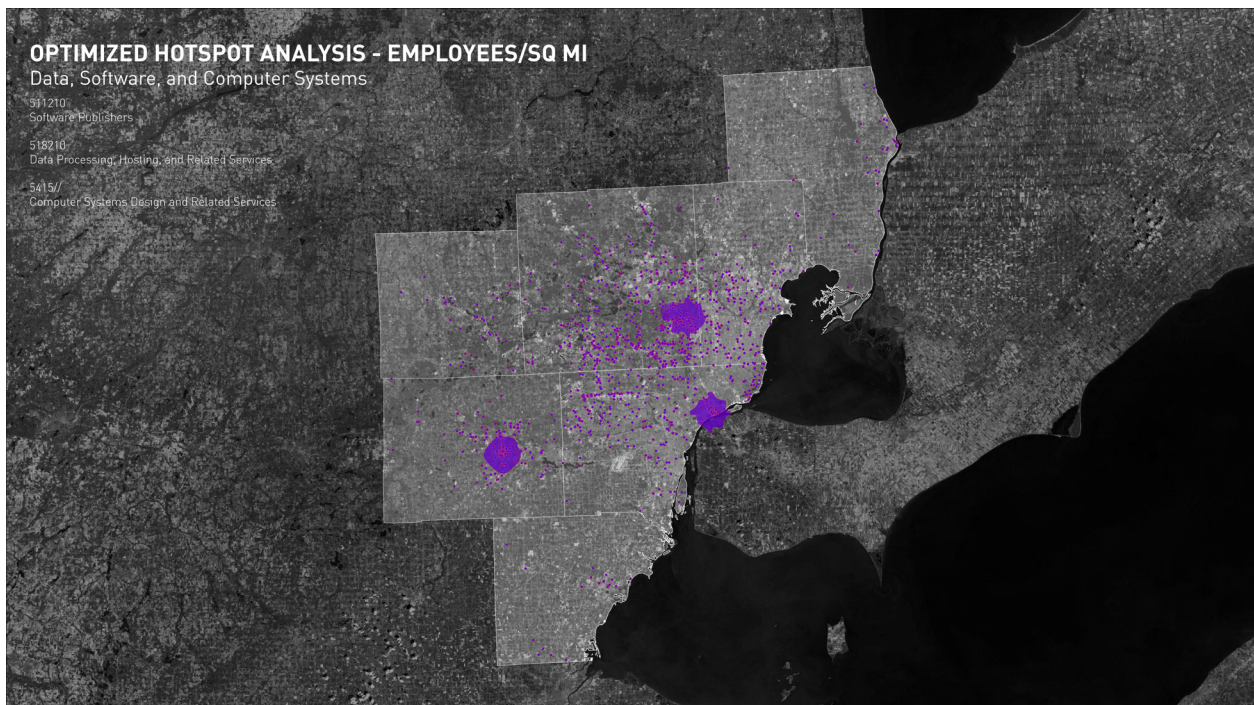 OPTIMIZED HOTSPOT ANALYSIS - EMPLOYEES/SQ MI
Data, Software, and Computer Systems
511210
Software Publishers
518210
Data Processing, Hosting, and Related Services
5415//
Computer Systems Design and Related Services